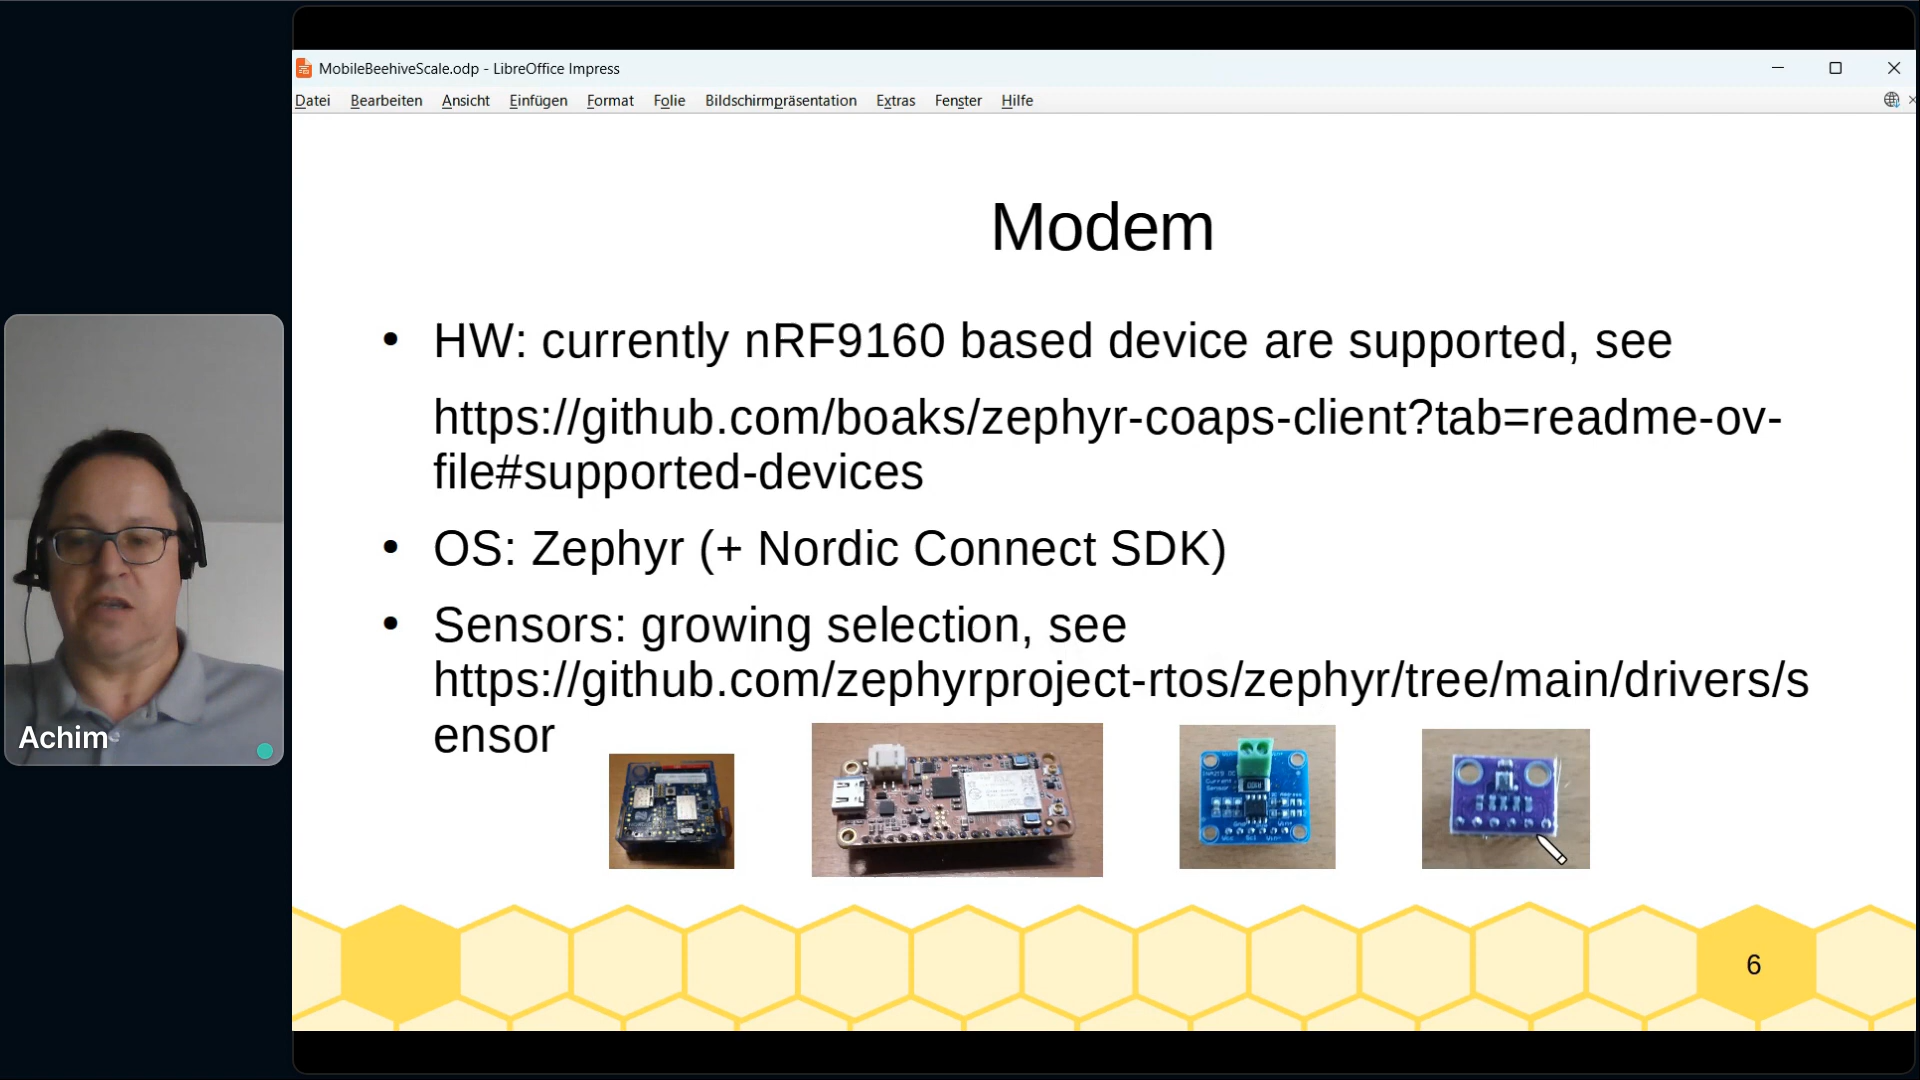 MobileBeehiveScale.odp - LibreOffice Impress
Datei Bearbeiten Ansicht Einfügen Format Folie Bildschirmpräsentation Extras Fenster Hilfe
Modem
• HW: currently nRF9160 based device are supported, see
https://github.com/boaks/zephyr-coaps-client?tab=readme-ov-
file#supported-devices
• OS: Zephyr (+ Nordic Connect SDK)
• Sensors: growing selection, see
https://github.com/zephyrproject-rtos/zephyr/tree/main/drivers/s
ensor
Achim
6